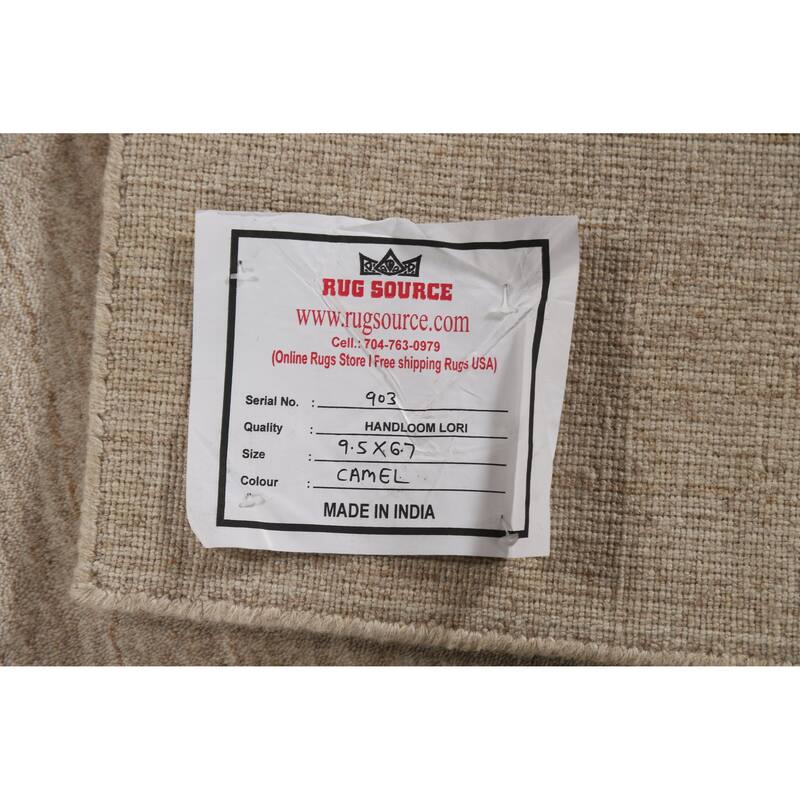 RUG SOURCE
www.rugsource.com
Cell.: 704-763-0979
(Online Rugs Store I Free shipping Rugs USA)
Serial No. : 903
Quality : HANDLOOM LORI
Size : 9.5X6.7
Colour : CAMEL
MADE IN INDIA